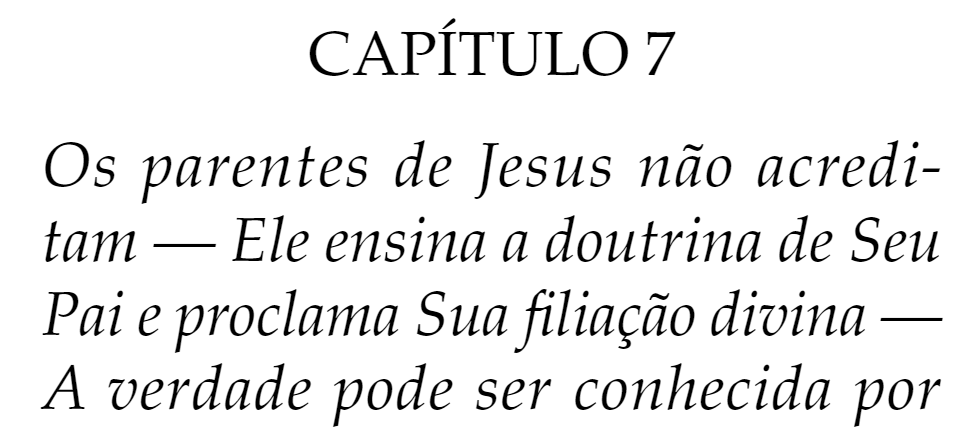 CAPÍTULO 7
Os parentes de Jesus não acredi-
tam — Ele ensina a doutrina de Seu
Pai e proclama Sua filiação divina —
A verdade pode ser conhecida por